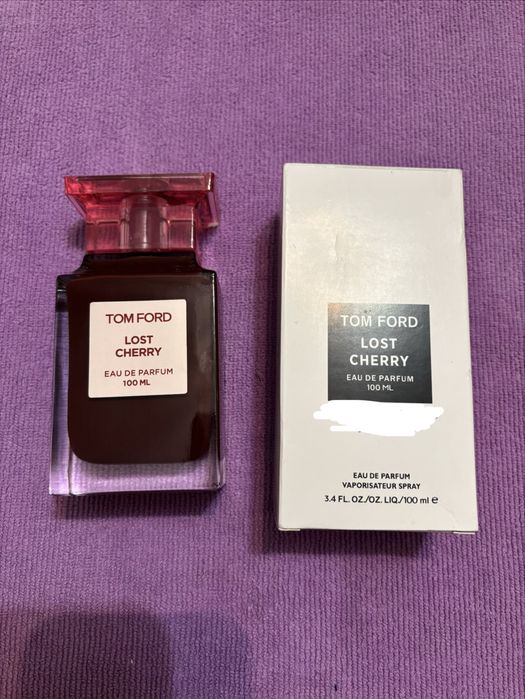 TOM FORD
LOST
CHERRY
EAU DE PARFUM
100 ML
TOM FORD
LOST
CHERRY
EAU DE PARFUM
100 ML
EAU DE PARFUM
VAPORISATEUR SPRAY
3.4 FL. OZ./OZ. LIQ./100 ml ℮